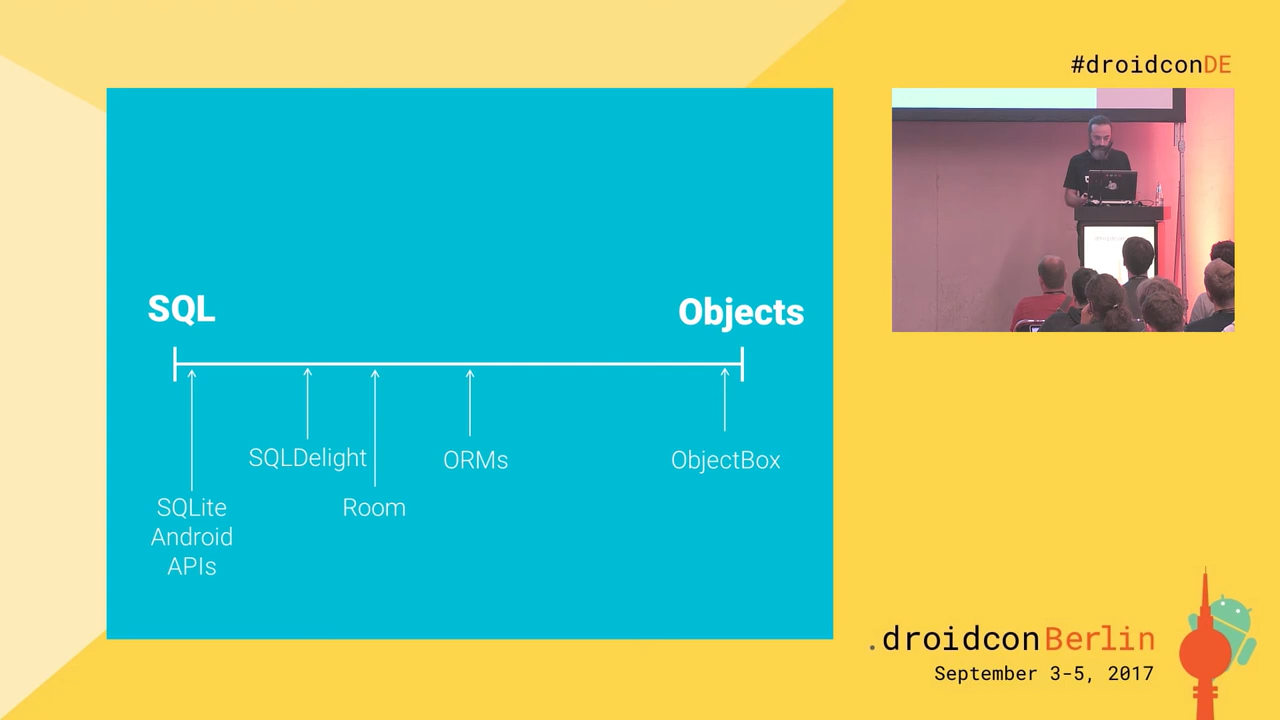 #droidconDE
SQL
Objects
SQLDelight
ORMs
ObjectBox
SQLite
Android
APIs
Room
.droidconBerlin
September 3-5, 2017